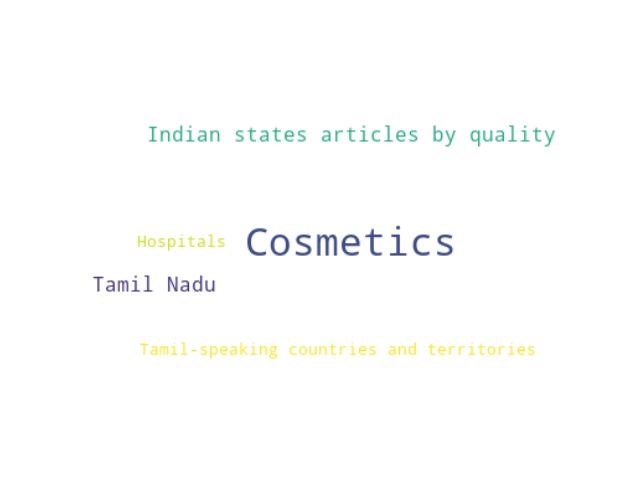 Indian states articles by quality
Hospitals
Cosmetics
Tamil Nadu
Tamil-speaking countries and territories